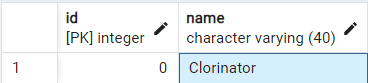 id name
[PK] integer character varying (40)
1 0 Clorinator